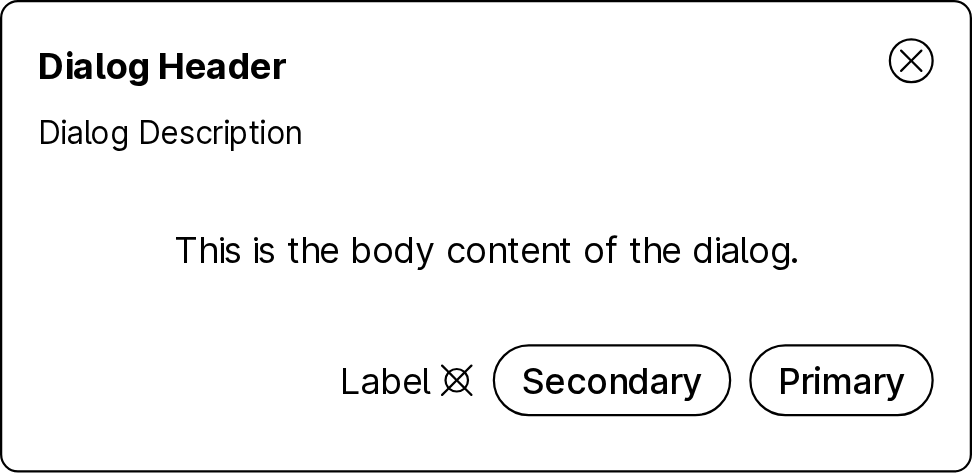 Dialog Header
Dialog Description
This is the body content of the dialog.
Label
Secondary
Primary